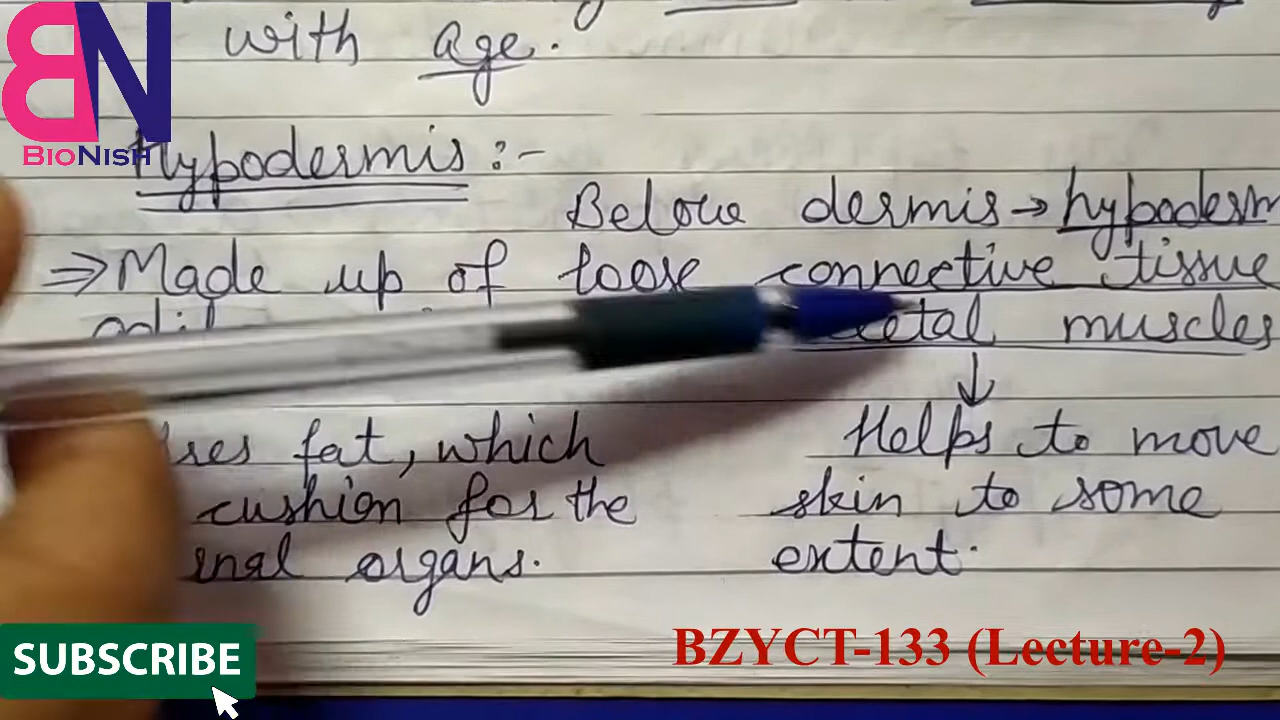 with age.
BN
BIONISH
Hypodermis :-
Below dermis → hypoderm
⇒ Made up of loose connective tissue
muscles
fat, which
cushion for the
organs.
↓
Helps to move
skin to some
extent.
SUBSCRIBE
BZYCT-133 (Lecture-2)